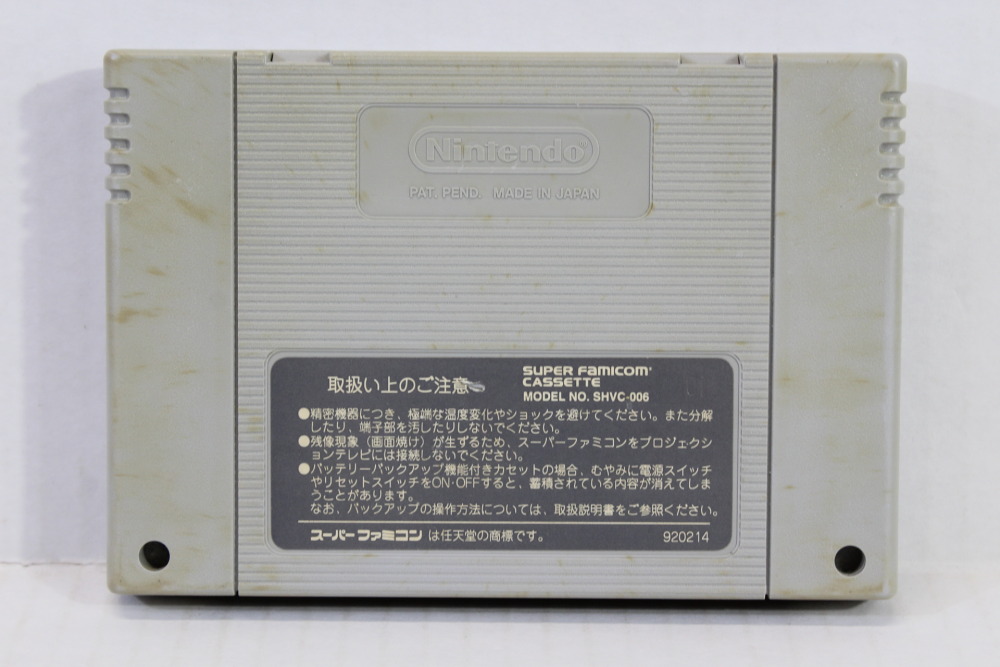 Nintendo®
PAT. PEND. MADE IN JAPAN
取扱い上のご注意
SUPER FAMICOM®
CASSETTE
MODEL NO. SHVC-006
●精密機器につき、極端な温度変化やショックを避けてください。また分解
したり、端子部を汚したりしないでください。
●残像現象（画面焼け）が生ずるため、スーパーファミコンをプロジェクシ
ョンテレビには接続しないでください。
●バッテリーバックアップ機能付きカセットの場合、むやみに電源スイッチ
やリセットスイッチをON・OFFすると、蓄積されている内容が消えてしま
うことがあります。
なお、バックアップの操作方法については、取扱説明書をご参照ください。
スーパーファミコン は任天堂の商標です。
920214